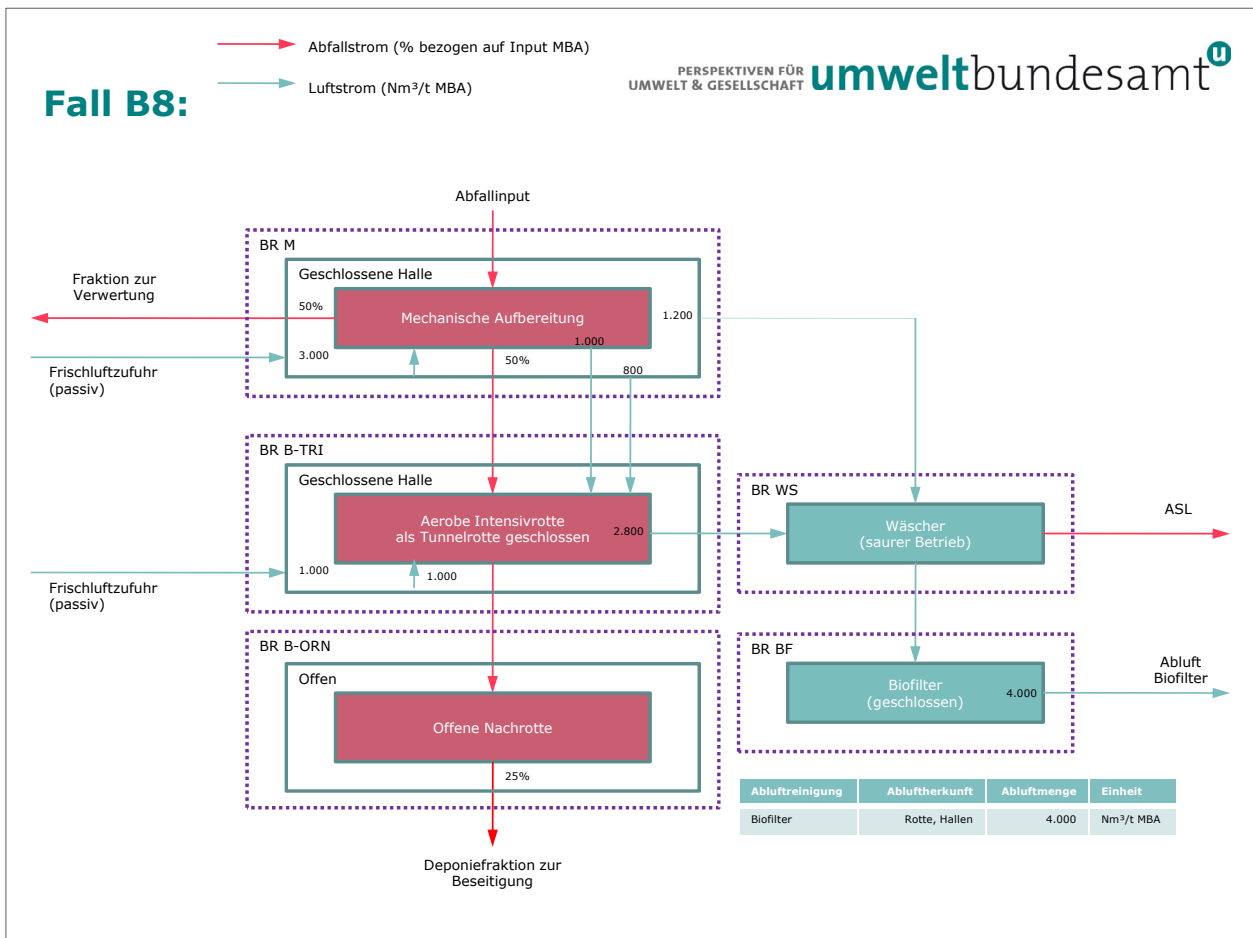 Abfallstrom (% bezogen auf Input MBA)
Luftstrom (Nm³/t MBA)
Fall B8:
PERSPEKTIVEN FÜR
UMWELT & GESELLSCHAFT
umweltbundesamt
u
Abfallinput
BR M
Geschlossene Halle
Fraktion zur
Verwertung
50%
Mechanische Aufbereitung
1.200
1.000
3.000
50%
800
Frischluftzufuhr
(passiv)
BR B-TRI
Geschlossene Halle
Aerobe Intensivrotte
als Tunnelrotte geschlossen
2.800
1.000
1.000
Frischluftzufuhr
(passiv)
BR WS
Wäscher
(saurer Betrieb)
ASL
BR B-ORN
Offen
Offene Nachrotte
25%
BR BF
Biofilter
(geschlossen)
4.000
Abluft
Biofilter
Abluftreinigung Abluftherkunft Abluftmenge Einheit
Biofilter Rotte, Hallen 4.000 Nm³/t MBA
Deponiefraktion zur
Beseitigung